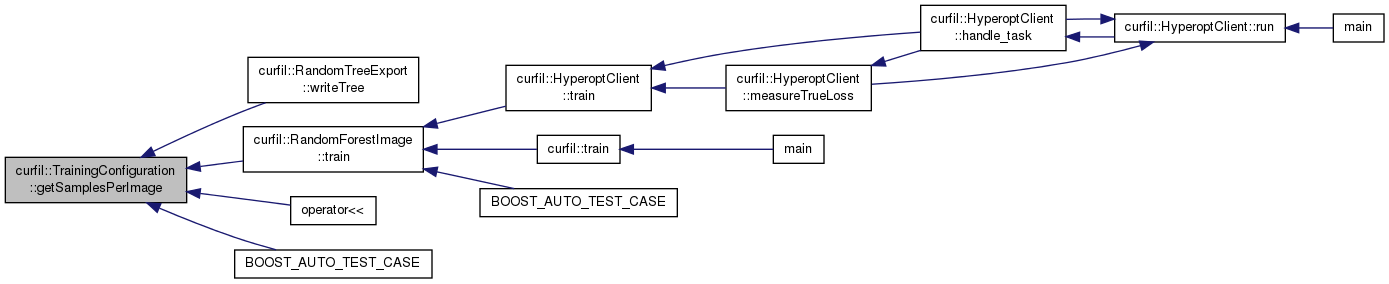 curfil::TrainingConfiguration
::getSamplesPerImage
curfil::RandomTreeExport
::writeTree
curfil::RandomForestImage
::train
operator<<
BOOST_AUTO_TEST_CASE
curfil::HyperoptClient
::train
curfil::train
BOOST_AUTO_TEST_CASE
curfil::HyperoptClient
::measureTrueLoss
main
curfil::HyperoptClient
::handle_task
curfil::HyperoptClient::run
main